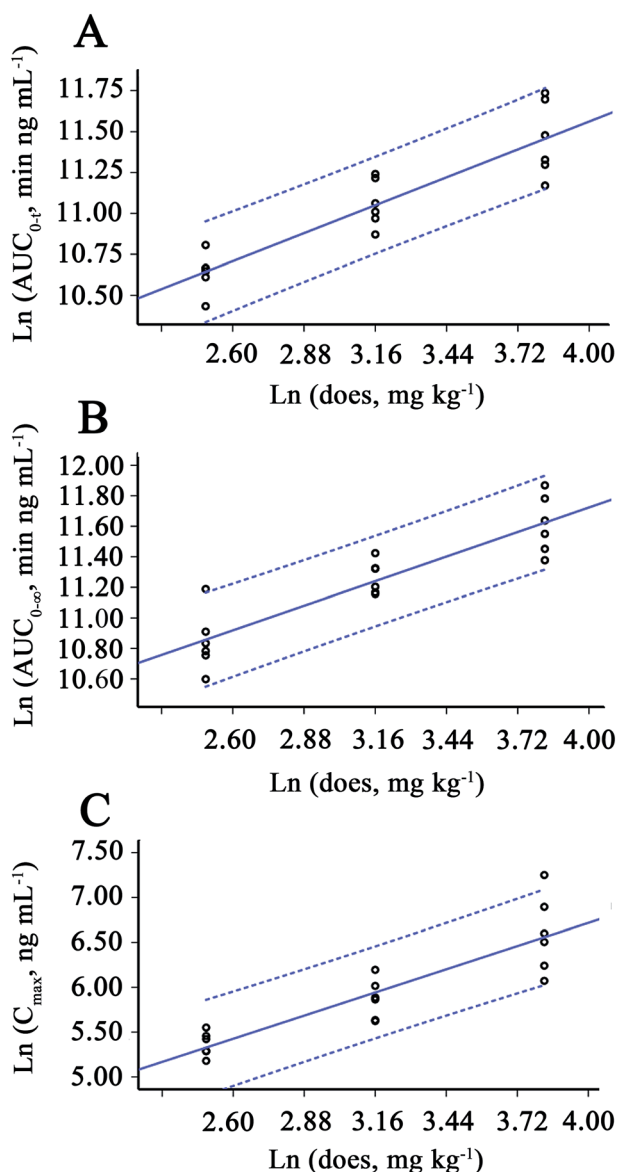 A
Ln (AUC0-t, min ng mL-1)
11.75
11.50
11.25
11.00
10.75
10.50
2.60 2.88 3.16 3.44 3.72 4.00
Ln (does, mg kg-1)
B
Ln (AUC0-∞, min ng mL-1)
12.00
11.80
11.60
11.40
11.20
11.00
10.80
10.60
2.60 2.88 3.16 3.44 3.72 4.00
Ln (does, mg kg-1)
C
Ln (Cmax, ng mL-1)
7.50
7.00
6.50
6.00
5.50
5.00
2.60 2.88 3.16 3.44 3.72 4.00
Ln (does, mg kg-1)